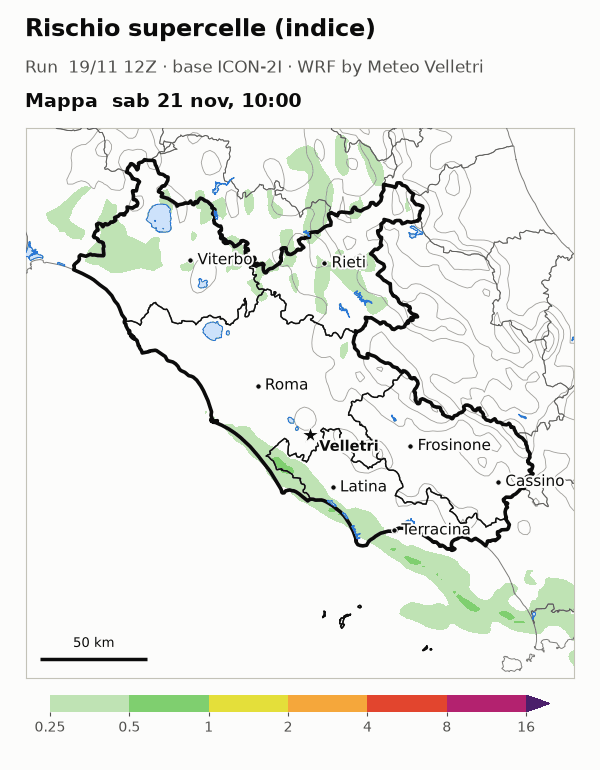 Rischio supercelle (indice)
Run  19/11 12Z · base ICON-2I · WRF by Meteo Velletri
Mappa  sab 21 nov, 10:00
Viterbo
Rieti
Roma
Velletri
Frosinone
Cassino
Latina
Terracina
50 km
0.25 0.5 1 2 4 8 16